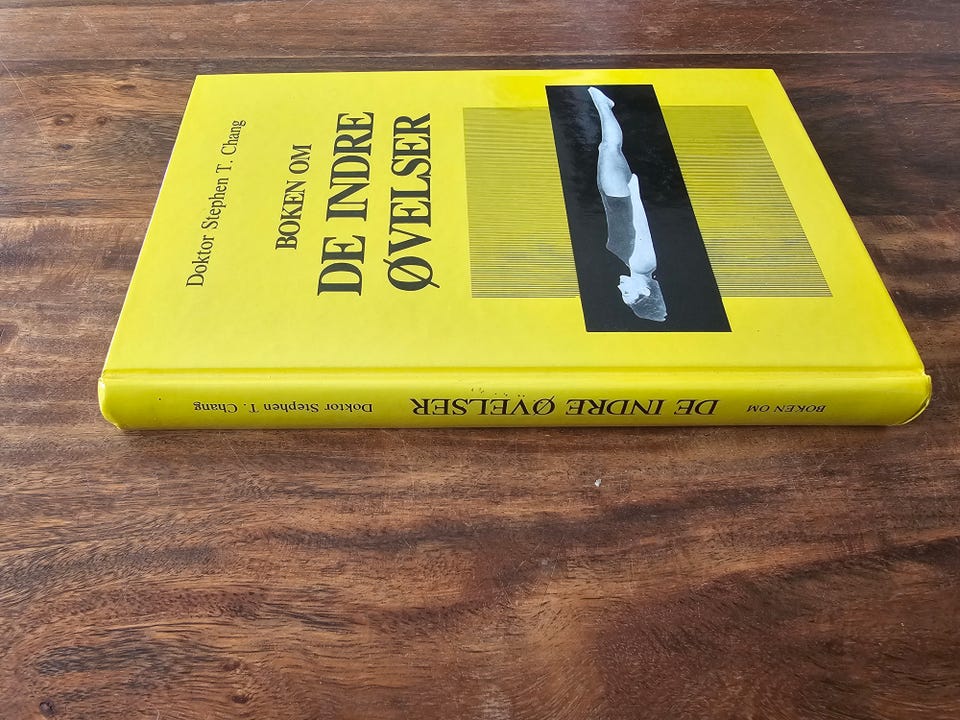 Doktor Stephen T. Chang
BOKEN OM
DE INDRE
ØVELSER
BOKEN OM DE INDRE ØVELSER Doktor Stephen T. Chang